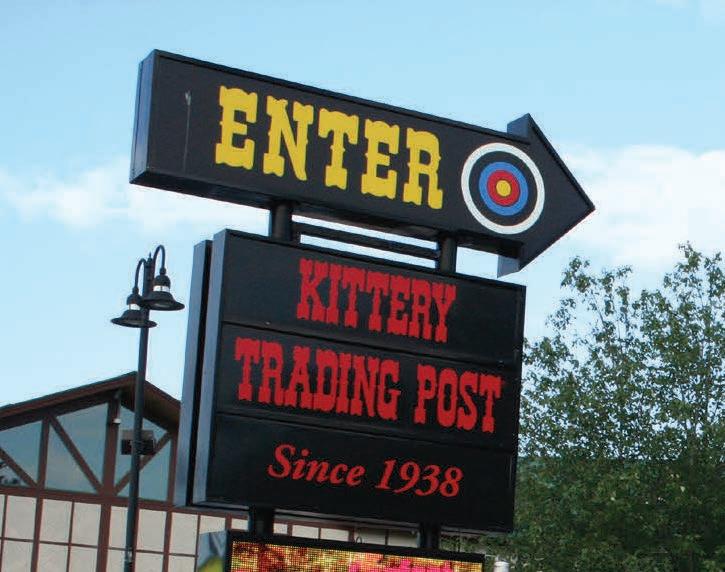 ENTER
KITTERY
TRADING POST
Since 1938